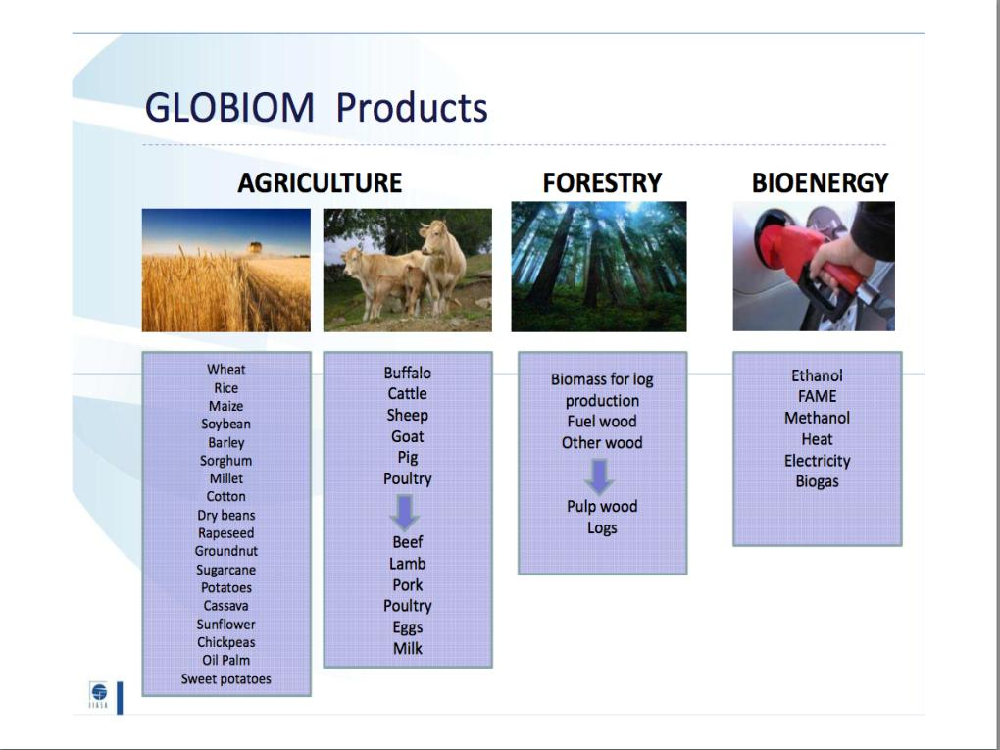 GLOBIOM Products
AGRICULTURE
FORESTRY
BIOENERGY
Wheat
Rice
Maize
Soybean
Barley
Sorghum
Millet
Cotton
Dry beans
Rapeseed
Groundnut
Sugarcane
Potatoes
Cassava
Sunflower
Chickpeas
Oil Palm
Sweet potatoes
Buffalo
Cattle
Sheep
Goat
Pig
Poultry
Beef
Lamb
Pork
Poultry
Eggs
Milk
Biomass for log
production
Fuel wood
Other wood
Pulp wood
Logs
Ethanol
FAME
Methanol
Heat
Electricity
Biogas
IIASA